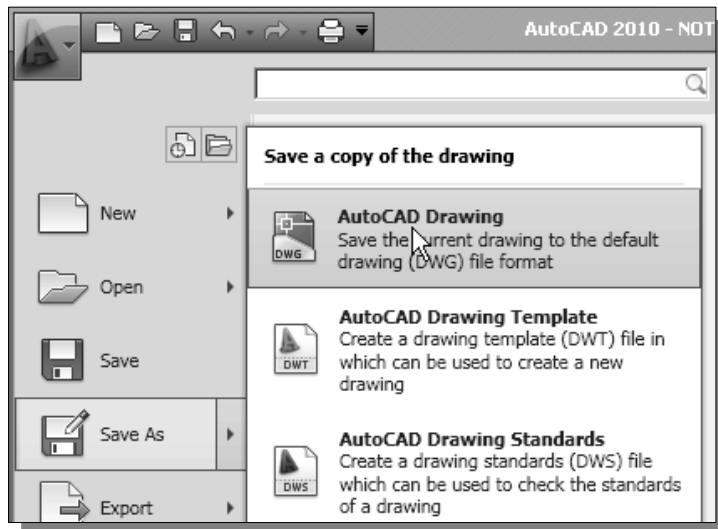 AutoCAD 2010 - NOT
Save a copy of the drawing
New
Open
Save
Save As
Export
DWG
AutoCAD Drawing
Save the current drawing to the default
drawing (DWG) file format
DWT
AutoCAD Drawing Template
Create a drawing template (DWT) file in
which can be used to create a new
drawing
DWS
AutoCAD Drawing Standards
Create a drawing standards (DWS) file
which can be used to check the standards
of a drawing